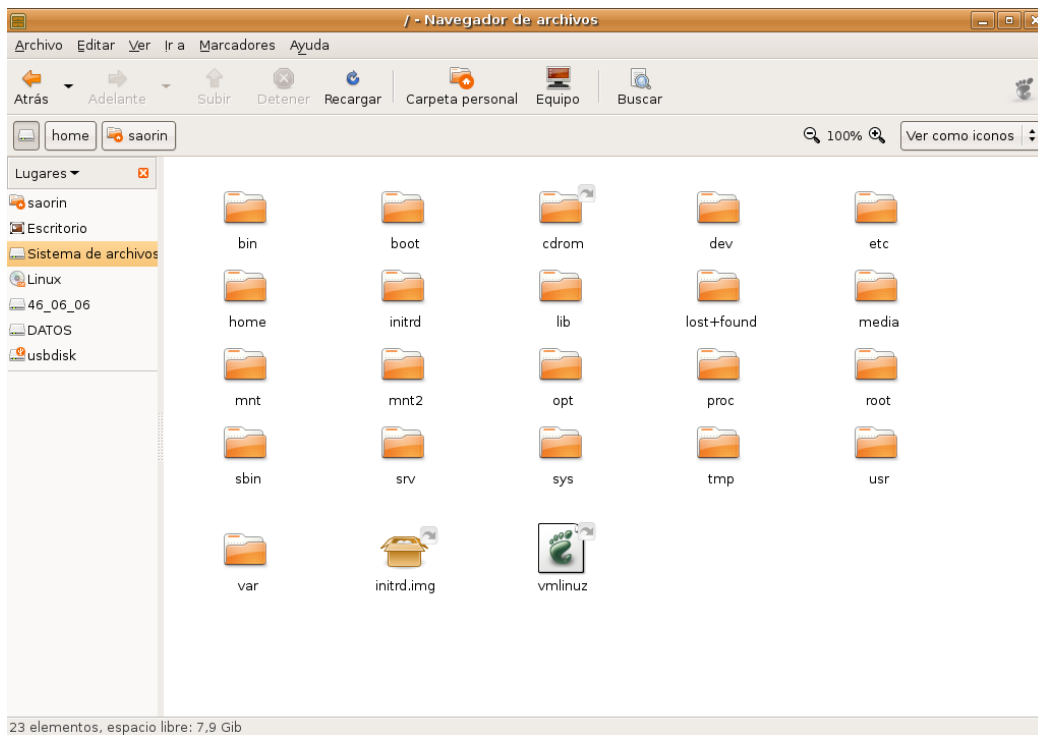 / - Navegador de archivos
Archivo Editar Ver Ir a Marcadores Ayuda
Atrás Adelante Subir Detener Recargar Carpeta personal Equipo Buscar
home saorin 100% Ver como iconos
Lugares
saorin
Escritorio
Sistema de archivos
Linux
46_06_06
DATOS
usbdisk
bin boot cdrom dev etc
home initrd lib lost+found media
mnt mnt2 opt proc root
sbin srv sys tmp usr
var initrd.img vmlinuz
23 elementos, espacio libre: 7,9 Gib